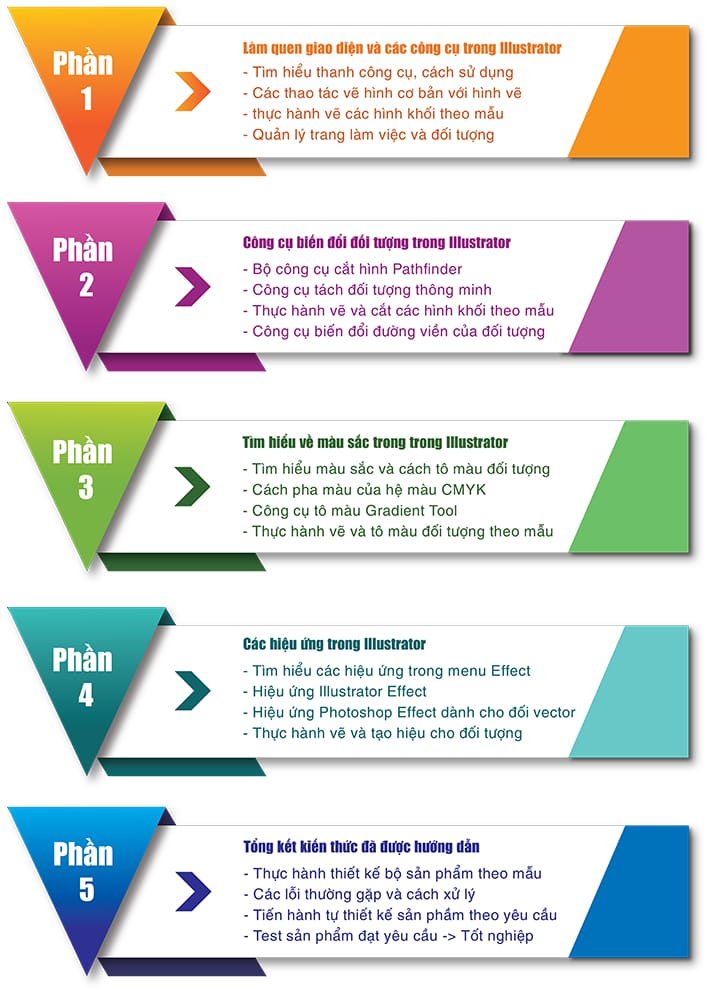 Phần
1
Làm quen giao diện và các công cụ trong Illustrator
- Tìm hiểu thanh công cụ, cách sử dụng
- Các thao tác vẽ hình cơ bản với hình vẽ
- thực hành vẽ các hình khối theo mẫu
- Quản lý trang làm việc và đối tượng
Phần
2
Công cụ biến đổi đối tượng trong Illustrator
- Bộ công cụ cắt hình Pathfinder
- Công cụ tách đối tượng thông minh
- Thực hành vẽ và cắt các hình khối theo mẫu
- Công cụ biến đổi đường viền của đối tượng
Phần
3
Tìm hiểu về màu sắc trong trong Illustrator
- Tìm hiểu màu sắc và cách tô màu đối tượng
- Cách pha màu của hệ màu CMYK
- Công cụ tô màu Gradient Tool
- Thực hành vẽ và tô màu đối tượng theo mẫu
Phần
4
Các hiệu ứng trong Illustrator
- Tìm hiểu các hiệu ứng trong menu Effect
- Hiệu ứng Illustrator Effect
- Hiệu ứng Photoshop Effect dành cho đối vector
- Thực hành vẽ và tạo hiệu cho đối tượng
Phần
5
Tổng kết kiến thức đã được hướng dẫn
- Thực hành thiết kế bộ sản phẩm theo mẫu
- Các lỗi thường gặp và cách xử lý
- Tiến hành tự thiết kế sản phầm theo yêu cầu
- Test sản phẩm đạt yêu cầu -> Tốt nghiệp